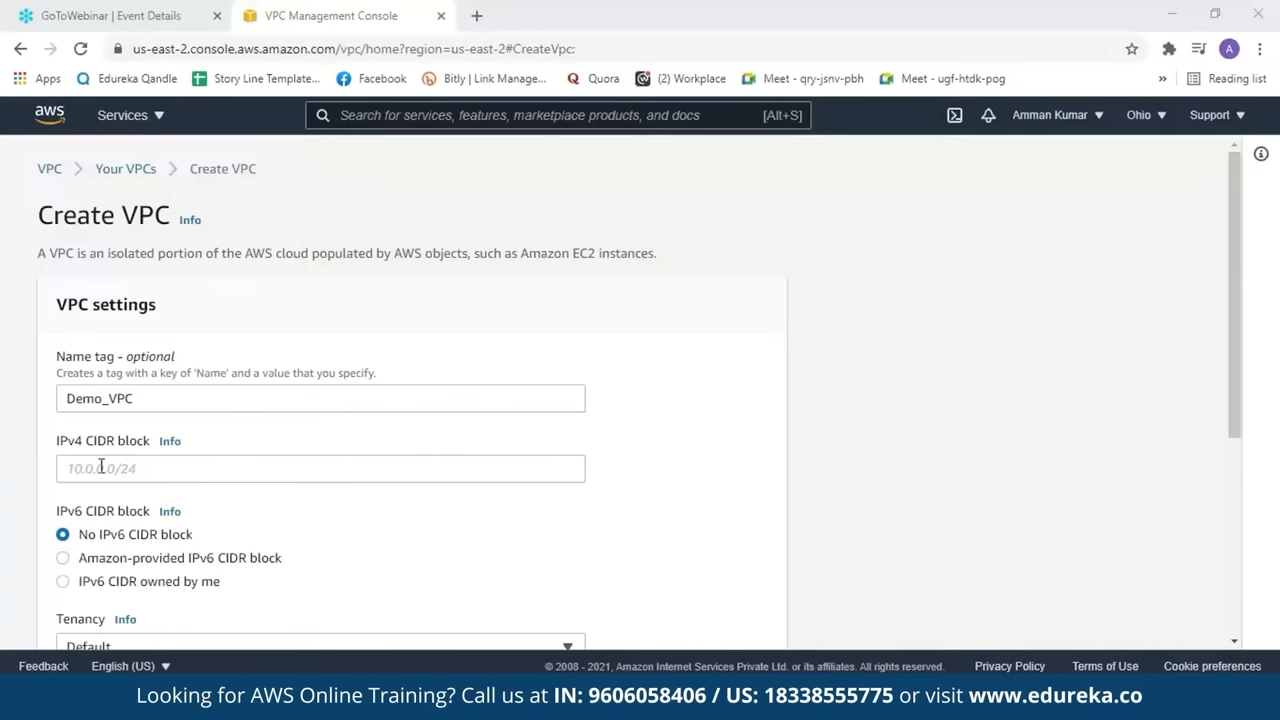 GoToWebinar | Event Details
VPC Management Console
us-east-2.console.aws.amazon.com/vpc/home?region=us-east-2#CreateVpc:
A
Apps
Edureka Qandle
Story Line Template...
Facebook
Bitly | Link Manage...
Quora
(2) Workplace
Meet - qry-jsnv-pbh
Meet - ugf-htdk-pog
»
Reading list
aws
Services
Search for services, features, marketplace products, and docs
[Alt+S]
Amman Kumar
Ohio
Support
VPC
Your VPCs
Create VPC
Create VPC Info
A VPC is an isolated portion of the AWS cloud populated by AWS objects, such as Amazon EC2 instances.
VPC settings
Name tag - optional
Creates a tag with a key of 'Name' and a value that you specify.
Demo_VPC
IPv4 CIDR block Info
10.0.0.0/24
IPv6 CIDR block Info
No IPv6 CIDR block
Amazon-provided IPv6 CIDR block
IPv6 CIDR owned by me
Tenancy Info
Default
Feedback
English (US)
© 2008 - 2021, Amazon Internet Services Private Ltd. or its affiliates. All rights reserved.
Privacy Policy
Terms of Use
Cookie preferences
Looking for AWS Online Training? Call us at IN: 9606058406 / US: 18338555775 or visit www.edureka.co